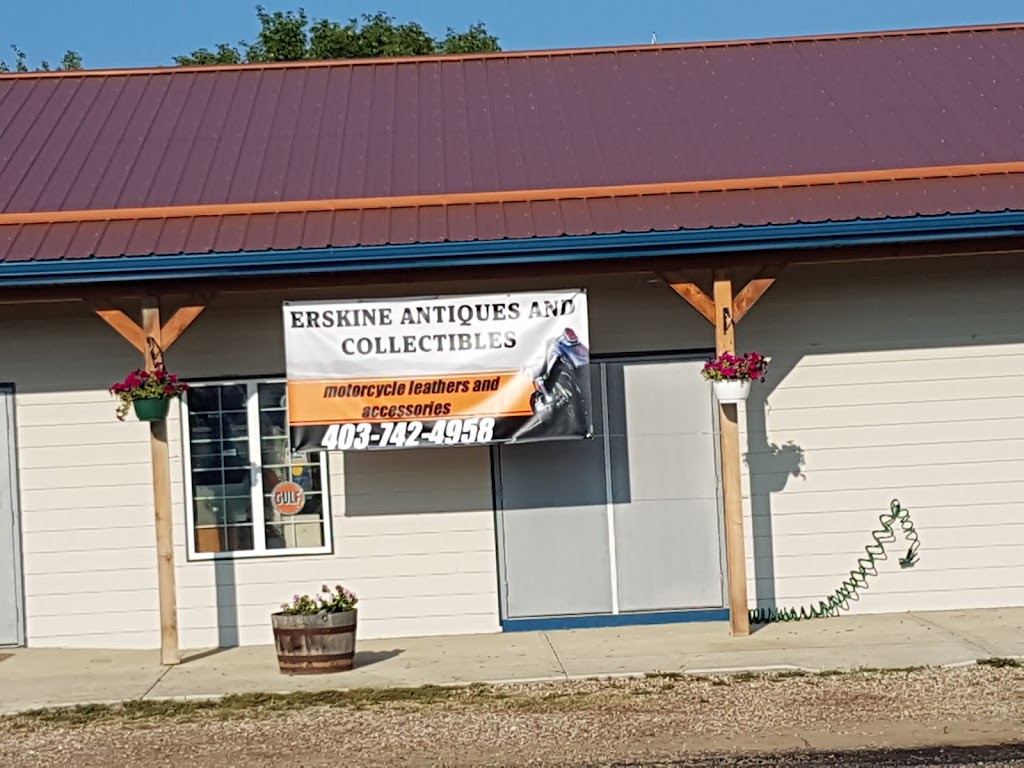 ERSKINE ANTIQUES AND
COLLECTIBLES
motorcycle leathers and
accessories
403-742-4958
GULF